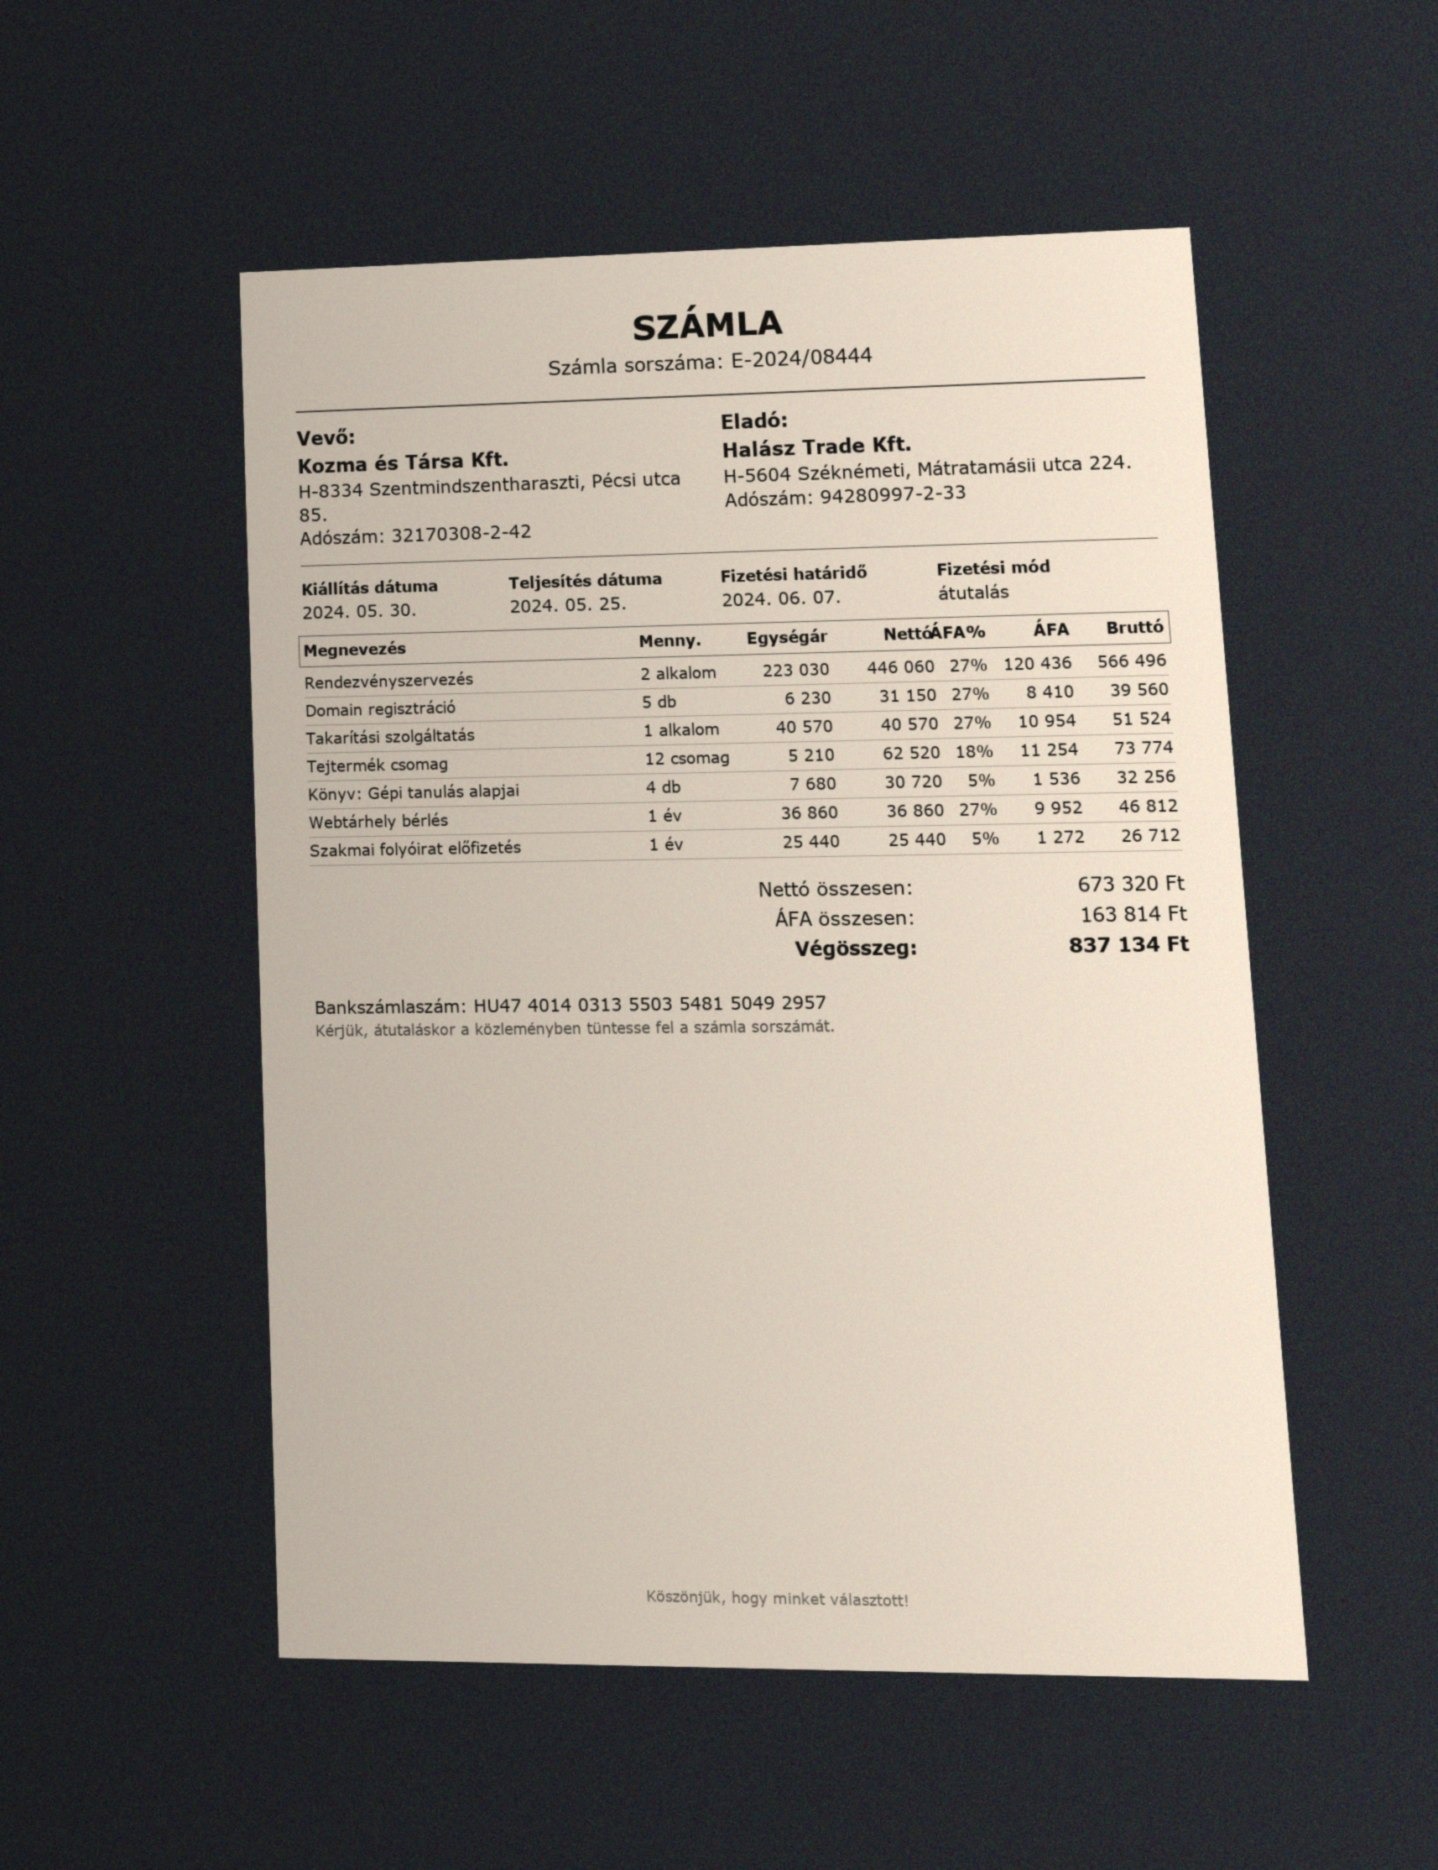 SZÁMLA
Számla sorszáma: E-2024/08444
Vevő:
Kozma és Társa Kft.
H-8334 Szentmindszentharaszti, Pécsi utca
85.
Adószám: 32170308-2-42
Eladó:
Halász Trade Kft.
H-5604 Széknémeti, Mátratamásii utca 224.
Adószám: 94280997-2-33
Kiállítás dátuma Teljesítés dátuma Fizetési határidő Fizetési mód
2024. 05. 30. 2024. 05. 25. 2024. 06. 07. átutalás
Megnevezés Menny. Egységár Nettó ÁFA% ÁFA Bruttó
Rendezvényszervezés 2 alkalom 223 030 446 060 27% 120 436 566 496
Domain regisztráció 5 db 6 230 31 150 27% 8 410 39 560
Takarítási szolgáltatás 1 alkalom 40 570 40 570 27% 10 954 51 524
Tejtermék csomag 12 csomag 5 210 62 520 18% 11 254 73 774
Könyv: Gépi tanulás alapjai 4 db 7 680 30 720 5% 1 536 32 256
Webtárhely bérlés 1 év 36 860 36 860 27% 9 952 46 812
Szakmai folyóirat előfizetés 1 év 25 440 25 440 5% 1 272 26 712
Nettó összesen: 673 320 Ft
ÁFA összesen: 163 814 Ft
Végösszeg: 837 134 Ft
Bankszámlaszám: HU47 4014 0313 5503 5481 5049 2957
Kérjük, átutaláskor a közleményben tüntesse fel a számla sorszámát.
Köszönjük, hogy minket választott!